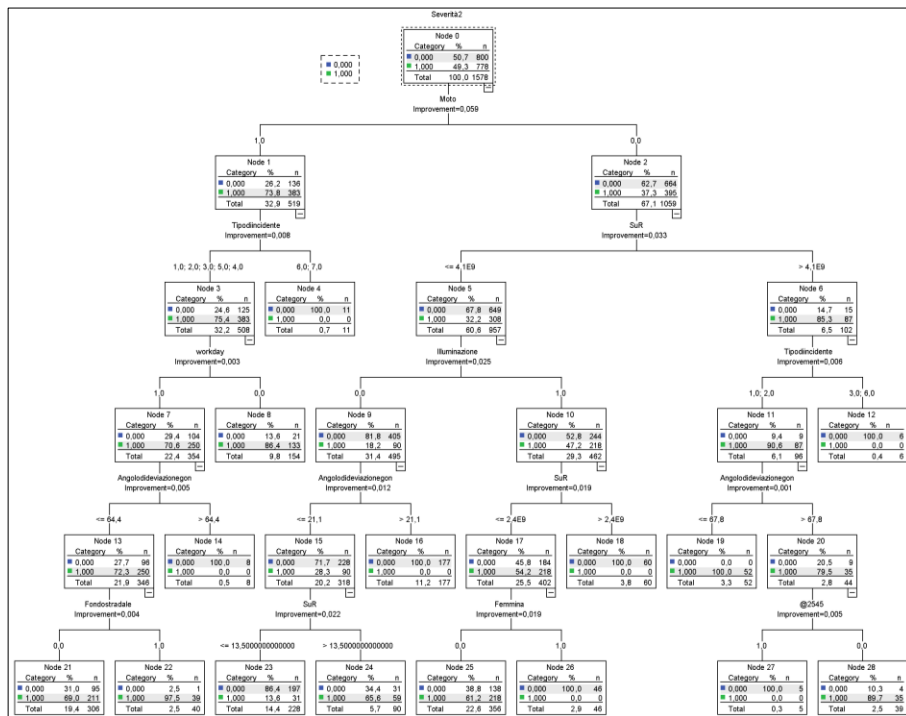 Severità2
Node 0
Category % n
0,000 50,7 800
1,000 49,3 778
Total 100,0 1578
0,000
1,000
Moto
Improvement=0,059
1,0
0,0
Node 1
Category % n
0,000 26,2 136
1,000 73,8 383
Total 32,9 519
Node 2
Category % n
0,000 62,7 664
1,000 37,3 395
Total 67,1 1059
Tipodiincidente
Improvement=0,008
SuR
Improvement=0,033
1,0; 2,0; 3,0; 5,0; 4,0
6,0; 7,0
<= 4,1E9
> 4,1E9
Node 3
Category % n
0,000 24,6 125
1,000 75,4 383
Total 32,2 508
Node 4
Category % n
0,000 100,0 11
1,000 0,0 0
Total 0,7 11
Node 5
Category % n
0,000 67,8 649
1,000 32,2 308
Total 60,6 957
Node 6
Category % n
0,000 14,7 15
1,000 85,3 87
Total 6,5 102
workday
Improvement=0,003
Illuminazione
Improvement=0,025
Tipodiincidente
Improvement=0,006
1,0
0,0
0,0
1,0
1,0; 2,0
3,0; 6,0
Node 7
Category % n
0,000 29,4 104
1,000 70,6 250
Total 22,4 354
Node 8
Category % n
0,000 13,6 21
1,000 86,4 133
Total 9,8 154
Node 9
Category % n
0,000 81,8 405
1,000 18,2 90
Total 31,4 495
Node 10
Category % n
0,000 52,8 244
1,000 47,2 218
Total 29,3 462
Node 11
Category % n
0,000 9,4 9
1,000 90,6 87
Total 6,1 96
Node 12
Category % n
0,000 100,0 6
1,000 0,0 0
Total 0,4 6
Angolodideviazionegon
Improvement=0,005
Angolodideviazionegon
Improvement=0,012
SuR
Improvement=0,019
Angolodideviazionegon
Improvement=0,001
<= 64,4
> 64,4
<= 21,1
> 21,1
<= 2,4E9
> 2,4E9
<= 67,8
> 67,8
Node 13
Category % n
0,000 27,7 96
1,000 72,3 250
Total 21,9 346
Node 14
Category % n
0,000 100,0 8
1,000 0,0 0
Total 0,5 8
Node 15
Category % n
0,000 71,7 228
1,000 28,3 90
Total 20,2 318
Node 16
Category % n
0,000 100,0 177
1,000 0,0 0
Total 11,2 177
Node 17
Category % n
0,000 45,8 184
1,000 54,2 218
Total 25,5 402
Node 18
Category % n
0,000 100,0 60
1,000 0,0 0
Total 3,8 60
Node 19
Category % n
0,000 0,0 0
1,000 100,0 52
Total 3,3 52
Node 20
Category % n
0,000 20,5 9
1,000 79,5 35
Total 2,8 44
Fondostradale
Improvement=0,004
SuR
Improvement=0,022
Femmina
Improvement=0,019
@2545
Improvement=0,005
0,0
1,0
<= 13,5000000000000
> 13,5000000000000
0,0
1,0
1,0
0,0
Node 21
Category % n
0,000 31,0 95
1,000 69,0 211
Total 19,4 306
Node 22
Category % n
0,000 2,5 1
1,000 97,5 39
Total 2,5 40
Node 23
Category % n
0,000 86,4 197
1,000 13,6 31
Total 14,4 228
Node 24
Category % n
0,000 34,4 31
1,000 65,6 59
Total 5,7 90
Node 25
Category % n
0,000 38,8 138
1,000 61,2 218
Total 22,6 356
Node 26
Category % n
0,000 100,0 46
1,000 0,0 0
Total 2,9 46
Node 27
Category % n
0,000 100,0 5
1,000 0,0 0
Total 0,3 5
Node 28
Category % n
0,000 10,3 4
1,000 89,7 35
Total 2,5 39